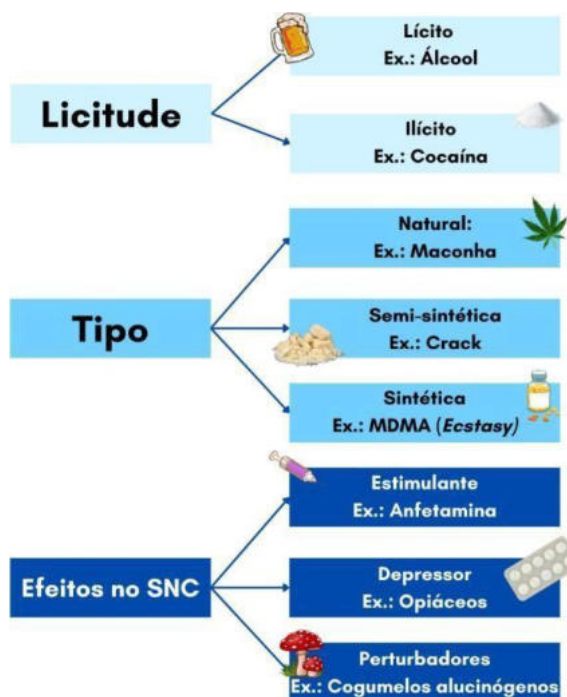 Licitude
Lícito
Ex.: Álcool
Ilícito
Ex.: Cocaína
Tipo
Natural:
Ex.: Maconha
Semi-sintética
Ex.: Crack
Sintética
Ex.: MDMA (Ecstasy)
Efeitos no SNC
Estimulante
Ex.: Anfetamina
Depressor
Ex.: Opiáceos
Perturbadores
Ex.: Cogumelos alucinógenos